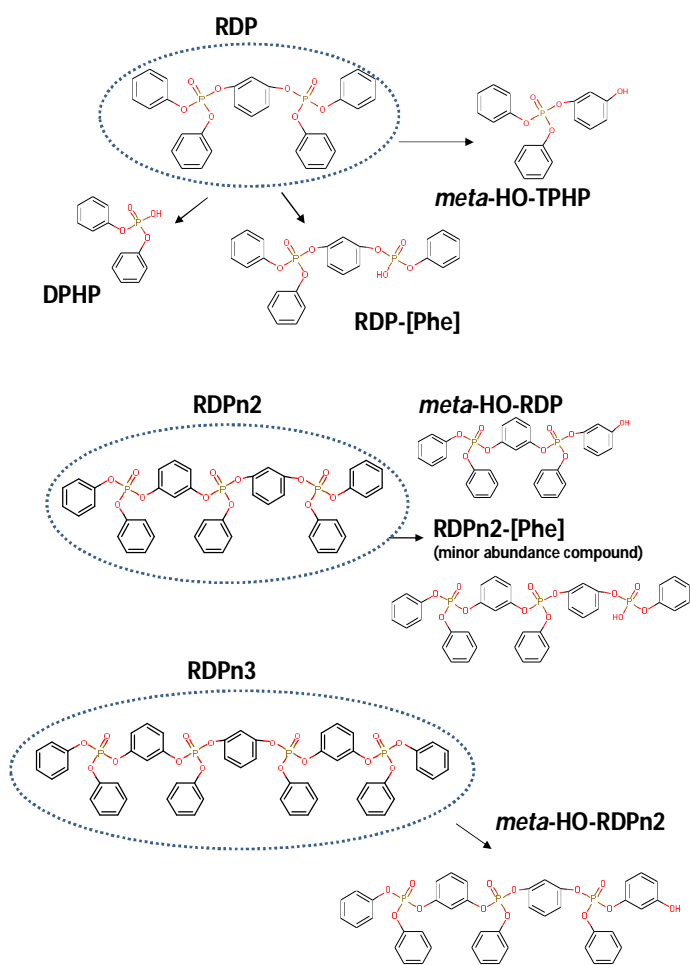 RDP
meta-HO-TPHP
DPHP
RDP-[Phe]
RDPn2
meta-HO-RDP
RDPn2-[Phe]
(minor abundance compound)
RDPn3
meta-HO-RDPn2